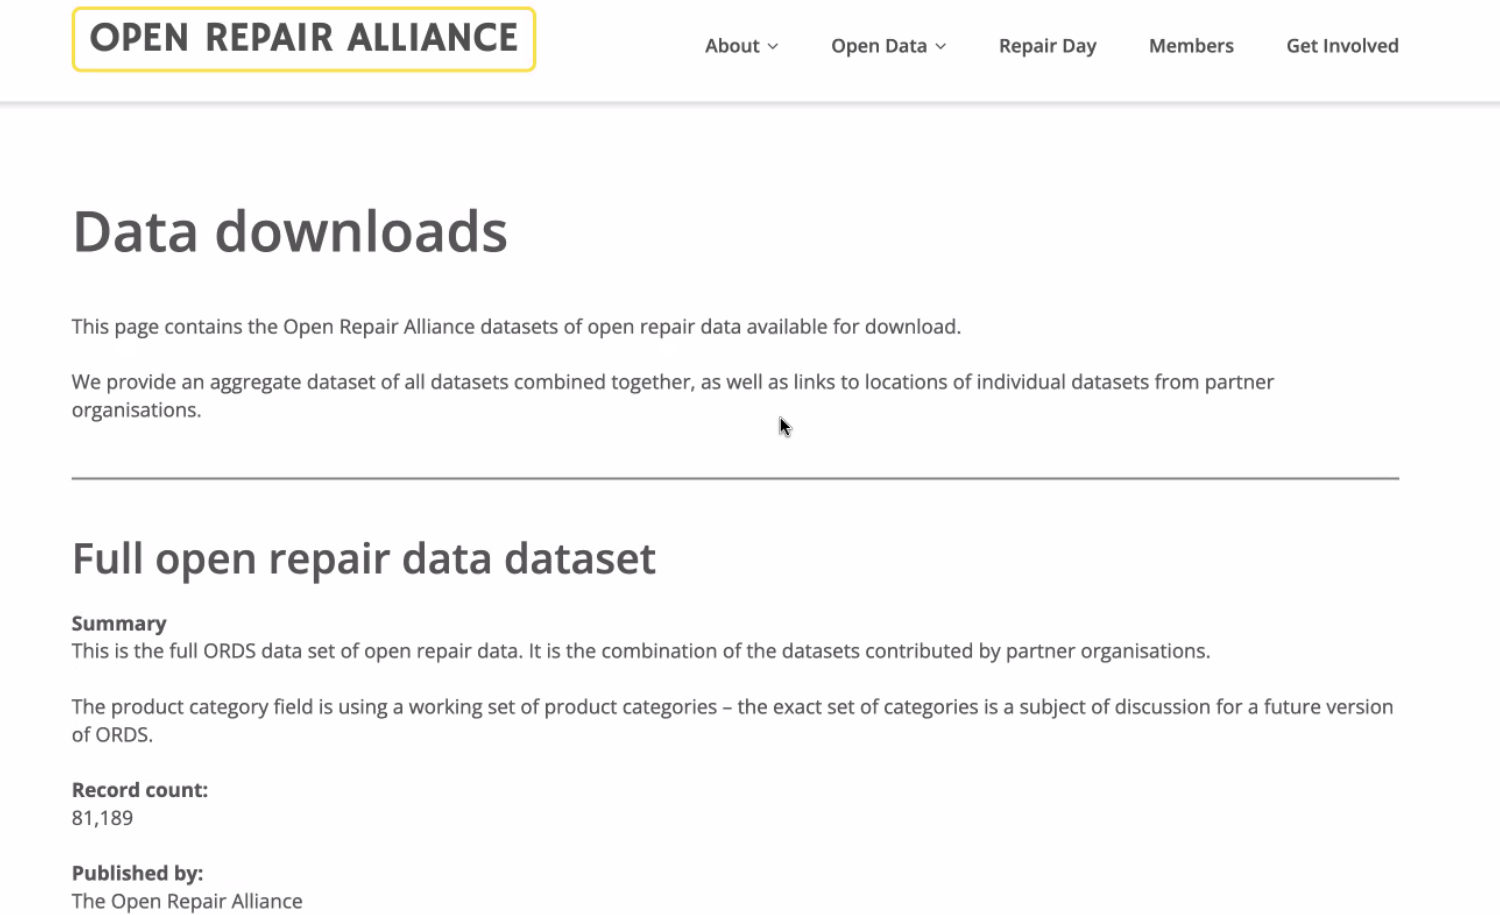 OPEN REPAIR ALLIANCE
About
Open Data
Repair Day
Members
Get Involved
Data downloads
This page contains the Open Repair Alliance datasets of open repair data available for download.
We provide an aggregate dataset of all datasets combined together, as well as links to locations of individual datasets from partner
organisations.
Full open repair data dataset
Summary
This is the full ORDS data set of open repair data. It is the combination of the datasets contributed by partner organisations.
The product category field is using a working set of product categories – the exact set of categories is a subject of discussion for a future version
of ORDS.
Record count:
81,189
Published by:
The Open Repair Alliance